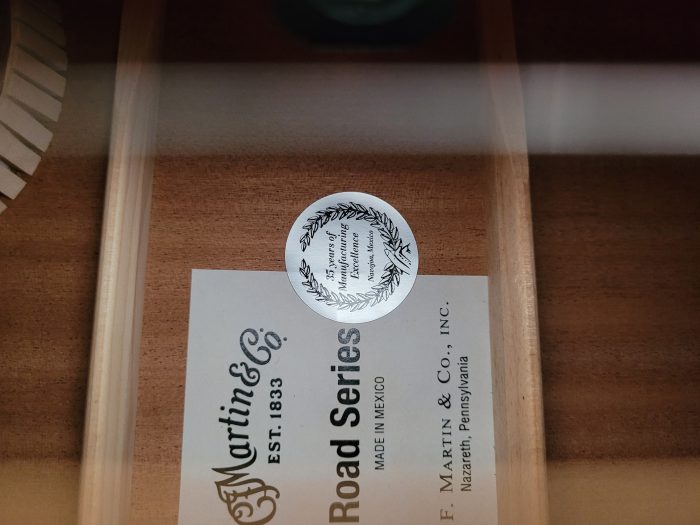 35 years of
Manufacturing
Excellence
Navojoa, Mexico
CF Martin & Co.
EST. 1833
Road Series
MADE IN MEXICO
F. MARTIN & CO., INC.
Nazareth, Pennsylvania